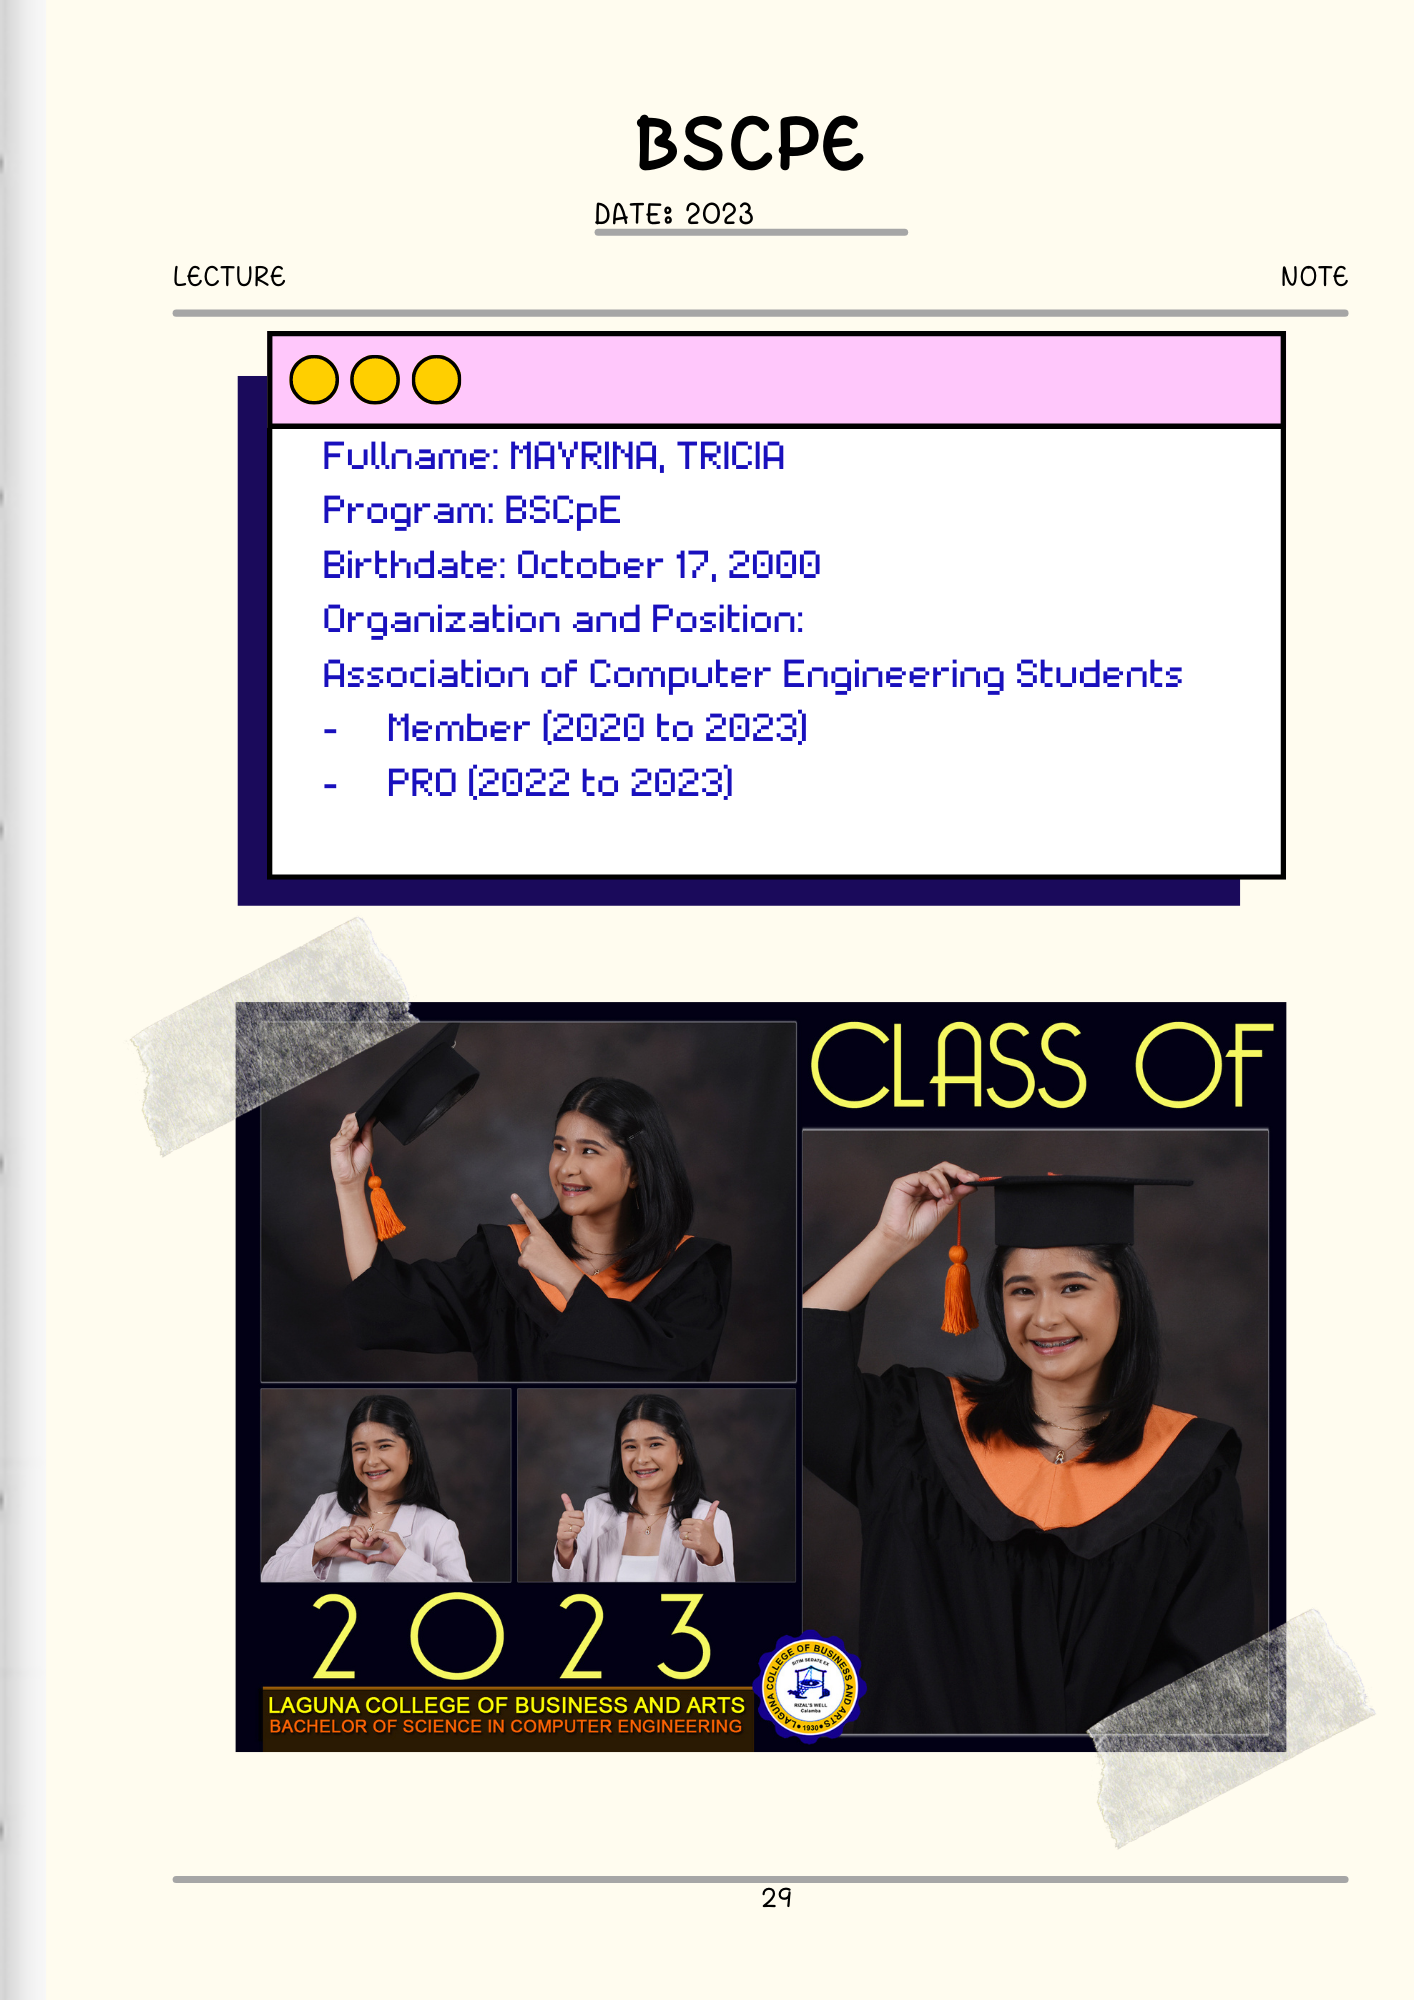 BSCPE
DATE: 2023
LECTURE
NOTE
Fullname: MAYRINA, TRICIA
Program: BSCpE
Birthdate: October 17, 2000
Organization and Position:
Association of Computer Engineering Students
- Member (2020 to 2023)
- PRO (2022 to 2023)
CLASS OF
2023
LAGUNA COLLEGE OF BUSINESS AND ARTS
BACHELOR OF SCIENCE IN COMPUTER ENGINEERING
LAGUNA COLLEGE OF BUSINESS AND ARTS
RIZAL'S WELL
Calamba
1930
29